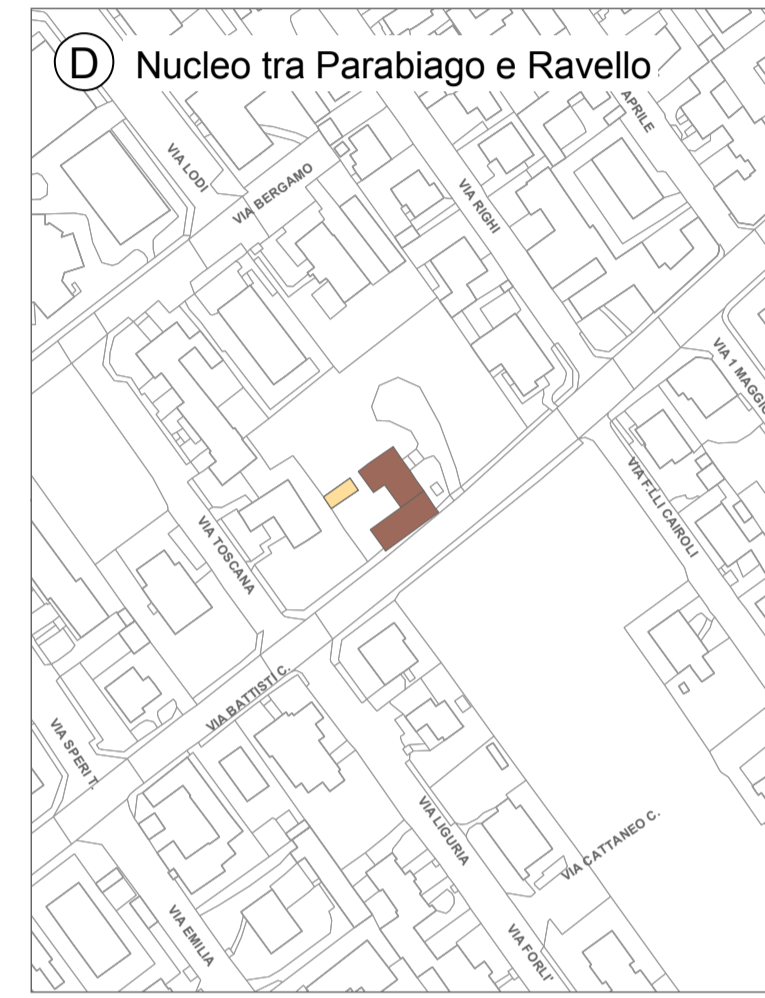 D Nucleo tra Parabiago e Ravello
APRILE
VIA LODI
VIA BERGAMO
VIA RIGHI
VIA 1 MAGGIO
VIA F.LLI CAIROLI
VIA TOSCANA
VIA BATTISTI C.
VIA SPERI T.
VIA LIGURIA
VIA CATTANEO C.
VIA EMILIA
VIA FORLI'